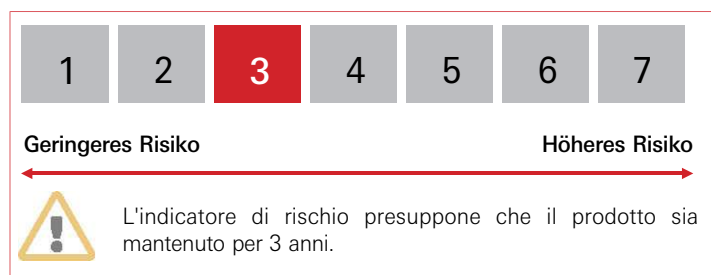 1 2 3 4 5 6 7
Geringeres Risiko Höheres Risiko
L'indicatore di rischio presuppone che il prodotto sia
mantenuto per 3 anni.